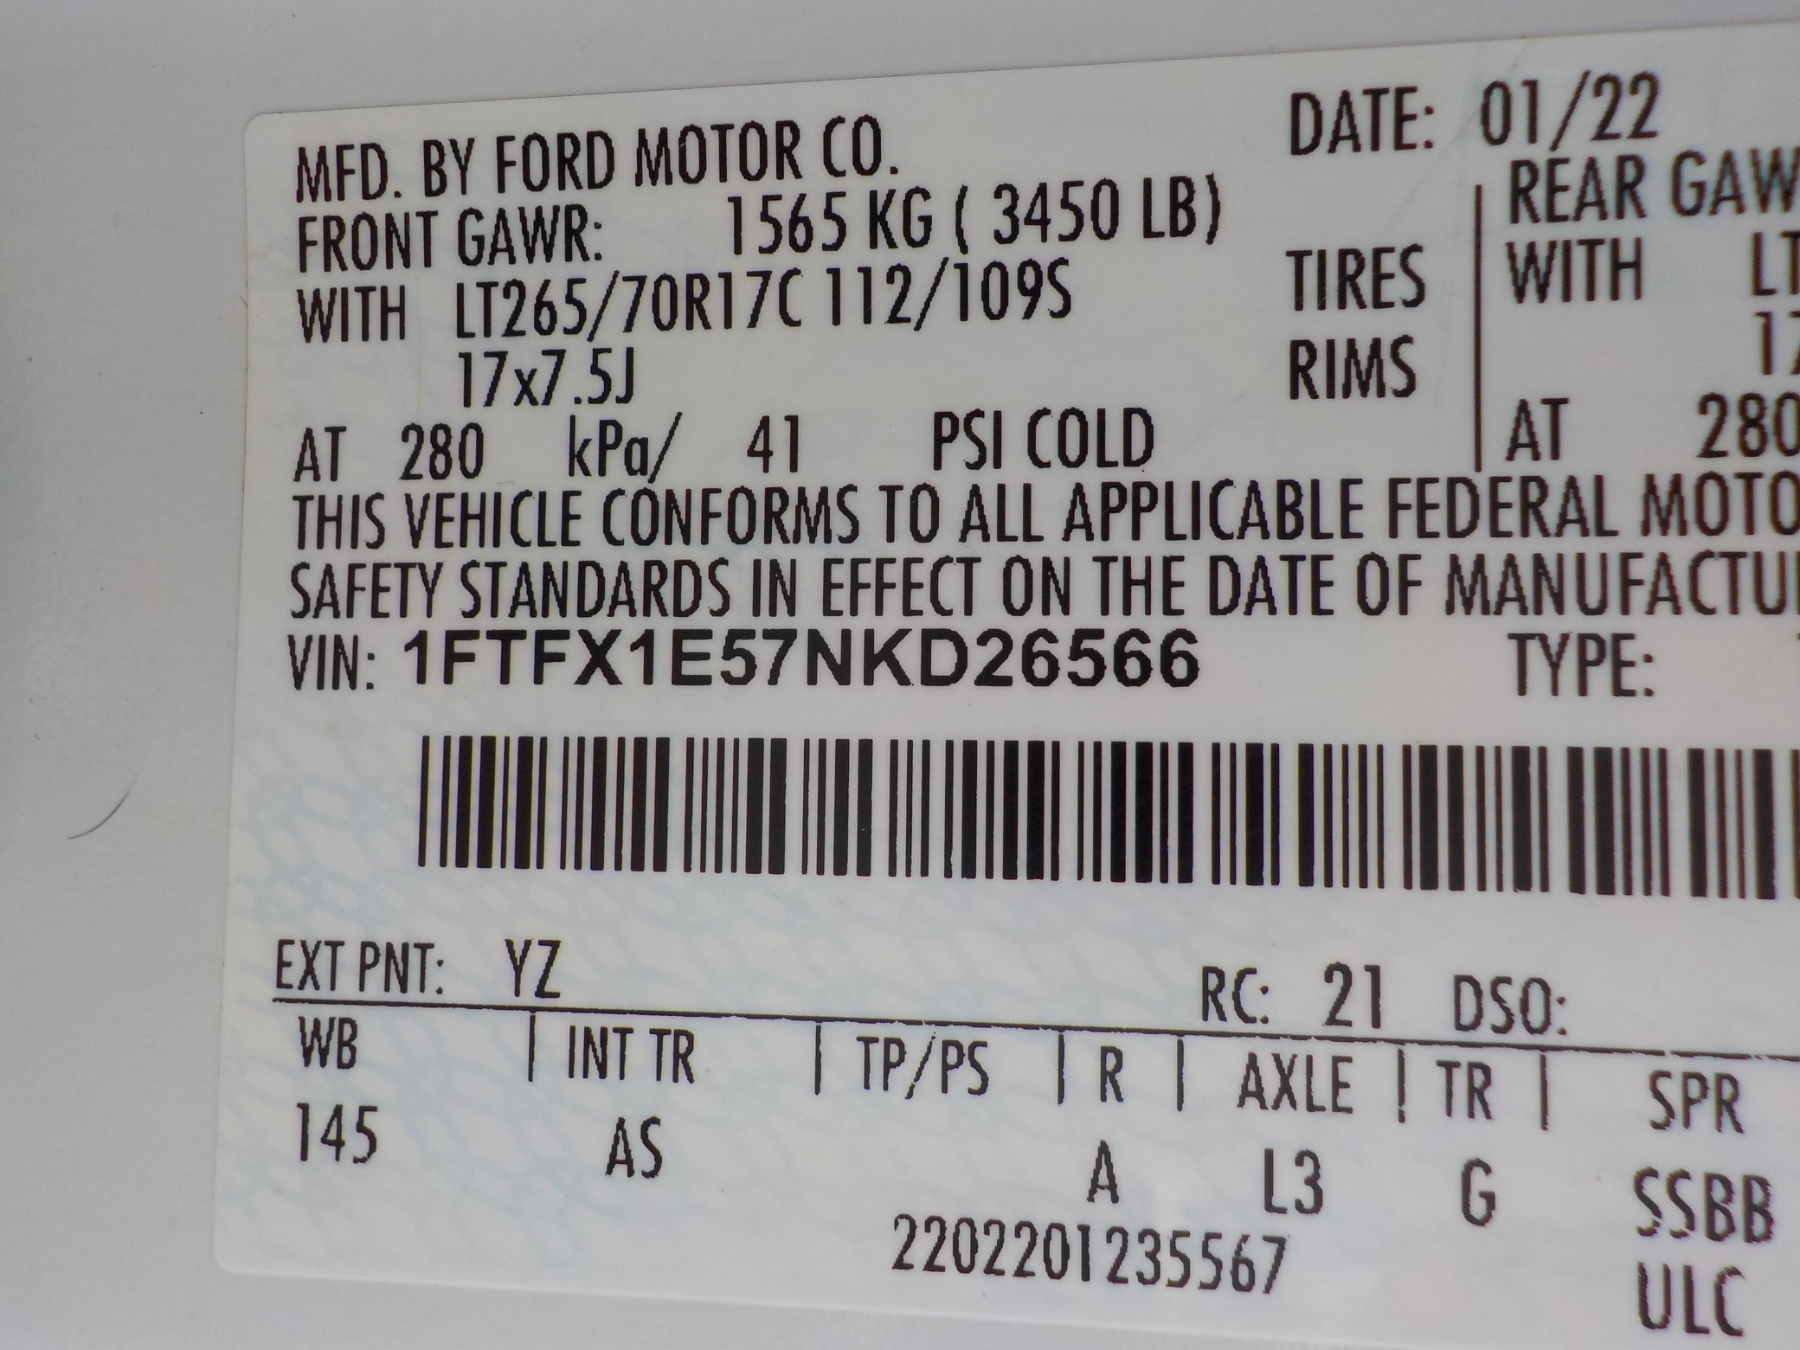 MFD. BY FORD MOTOR CO. DATE: 01/22
FRONT GAWR: 1565 KG ( 3450 LB) REAR GAW
WITH LT265/70R17C 112/109S TIRES WITH LT
17x7.5J RIMS 17
AT 280 kPa/ 41 PSI COLD AT 280
THIS VEHICLE CONFORMS TO ALL APPLICABLE FEDERAL MOTO
SAFETY STANDARDS IN EFFECT ON THE DATE OF MANUFACTU
VIN: 1FTFX1E57NKD26566 TYPE:
EXT PNT: YZ RC: 21 DSO:
WB | INT TR | TP/PS | R | AXLE | TR | SPR
145 AS A L3 G SSBB
2202201235567 ULC